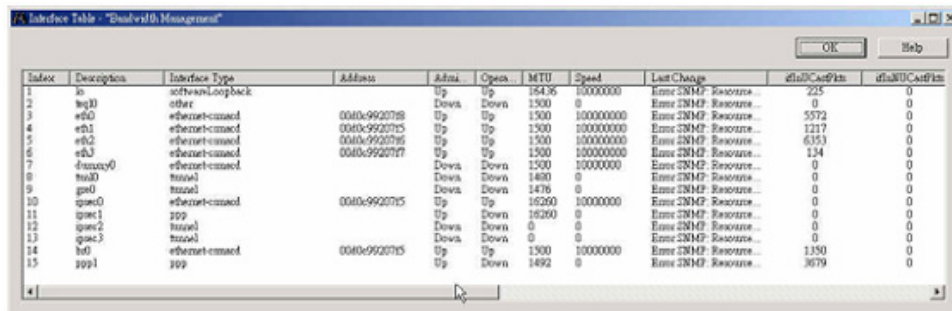 Interface Table - "Bandwidth Management"
OK Help
Index Description Interface Type Address Admi... Opera... MTU Speed Last Change ifInUCastPkts ifInNUCastPkts
1 lo softwareLoopback Up Up 16436 10000000 Error SNMP: Resource... 225 0
2 teql0 other Down Down 1500 0 Error SNMP: Resource... 0 0
3 eth0 ethernet-csmacd 00d0c99207f8 Up Up 1500 100000000 Error SNMP: Resource... 5572 0
4 eth1 ethernet-csmacd 00d0c99207f5 Up Up 1500 100000000 Error SNMP: Resource... 1217 0
5 eth2 ethernet-csmacd 00d0c99207f6 Up Up 1500 100000000 Error SNMP: Resource... 6353 0
6 eth3 ethernet-csmacd 00d0c99207f7 Up Up 1500 100000000 Error SNMP: Resource... 134 0
7 dummy0 ethernet-csmacd Down Down 1500 10000000 Error SNMP: Resource... 0 0
8 tunl0 tunnel Down Down 1480 0 Error SNMP: Resource... 0 0
9 gre0 tunnel Down Down 1476 0 Error SNMP: Resource... 0 0
10 ipsec0 ethernet-csmacd 00d0c99207f5 Up Up 16260 10000000 Error SNMP: Resource... 0 0
11 ipsec1 ppp Up Down 16260 0 Error SNMP: Resource... 0 0
12 ipsec2 tunnel Down Down 0 0 Error SNMP: Resource... 0 0
13 ipsec3 tunnel Down Down 0 0 Error SNMP: Resource... 0 0
14 br0 ethernet-csmacd 00d0c99207f5 Up Up 1500 10000000 Error SNMP: Resource... 1350 0
15 ppp1 ppp Up Down 1492 0 Error SNMP: Resource... 3679 0